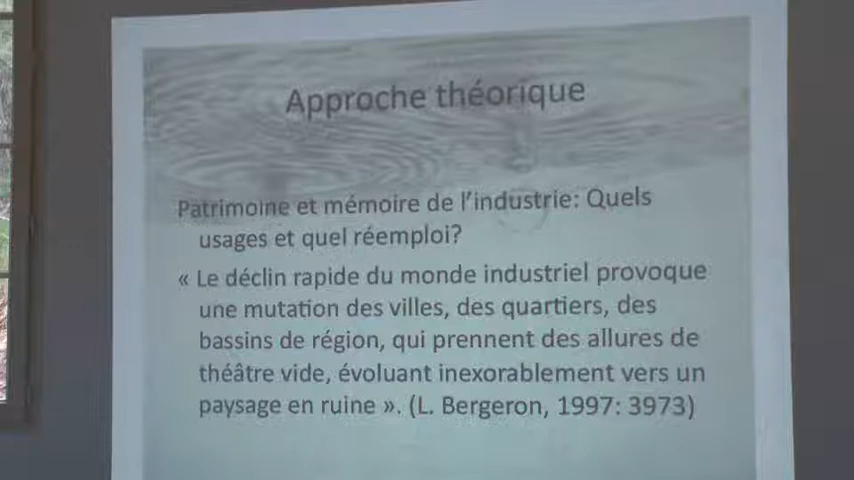 Approche théorique
Patrimoine et mémoire de l'industrie: Quels
usages et quel réemploi?
« Le déclin rapide du monde industriel provoque
une mutation des villes, des quartiers, des
bassins de région, qui prennent des allures de
théâtre vide, évoluant inexorablement vers un
paysage en ruine ». (L. Bergeron, 1997: 3973)